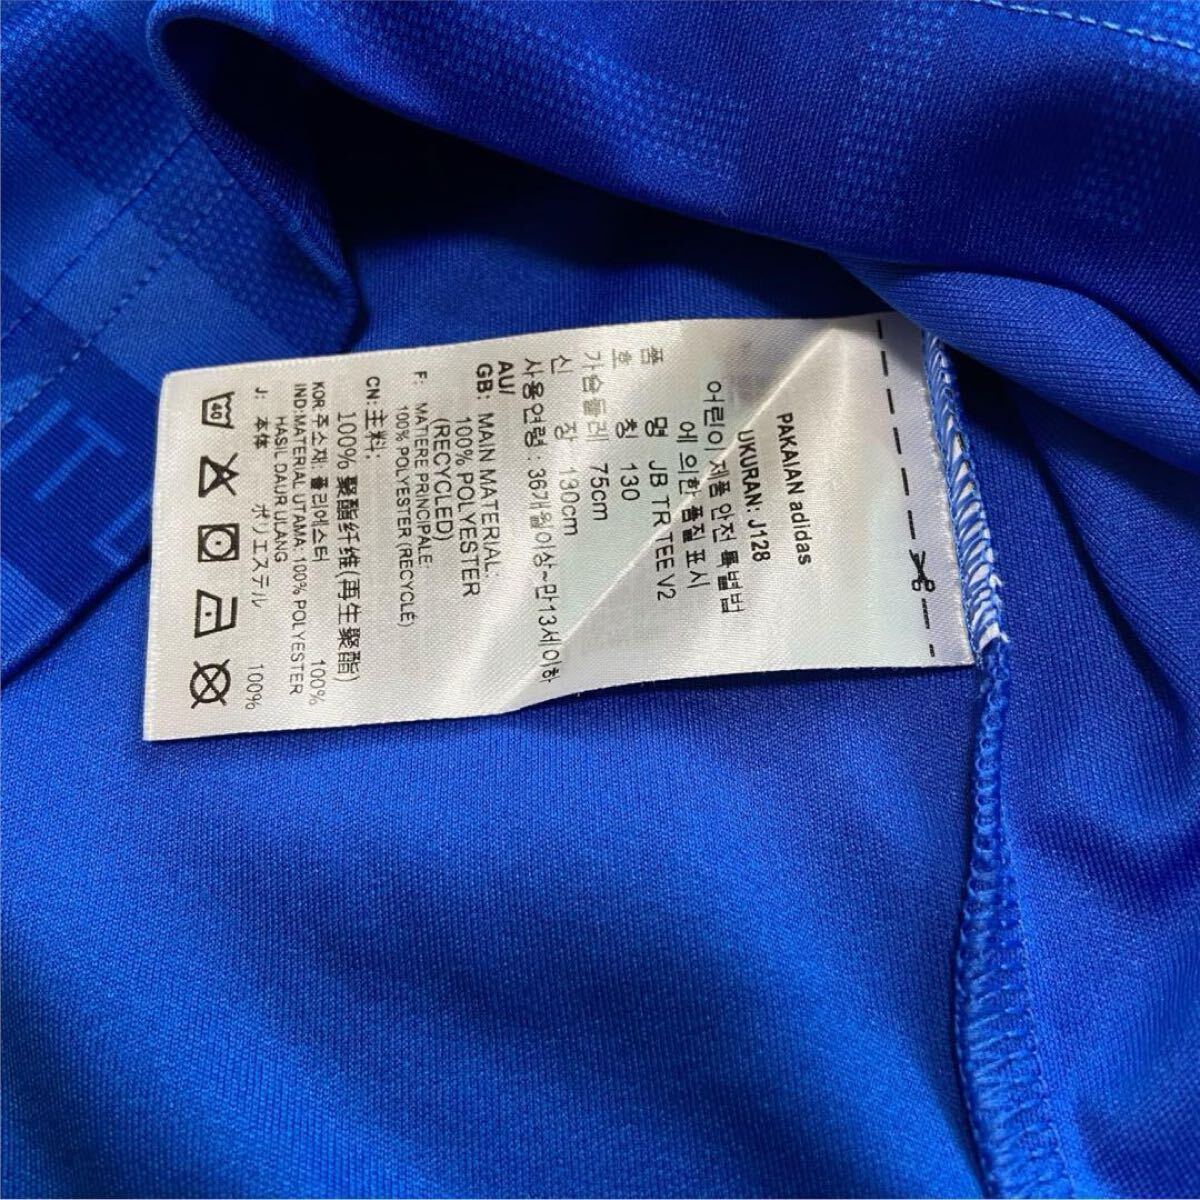 PAKAIAN adidas
UKURAN: J128
어린이제품 안전 특별법
에 의한 품질 표시
품 명 JB TR TEE V2
호 칭 130
가슴둘레 75cm
신 장 130cm
사용연령 : 36개월이상~만13세이하
AU/
GB: MAIN MATERIAL:
100% POLYESTER
(RECYCLED)
F: MATIERE PRINCIPALE:
100% POLYESTER (RECYCLÉ)
CN:主料:
100% 聚酯纤维(再生聚酯)
KOR:주소재: 폴리에스터 100%
IND:MATERIAL UTAMA: 100% POLYESTER
HASIL DAUR ULANG
J: 本体 ポリエステル 100%
40